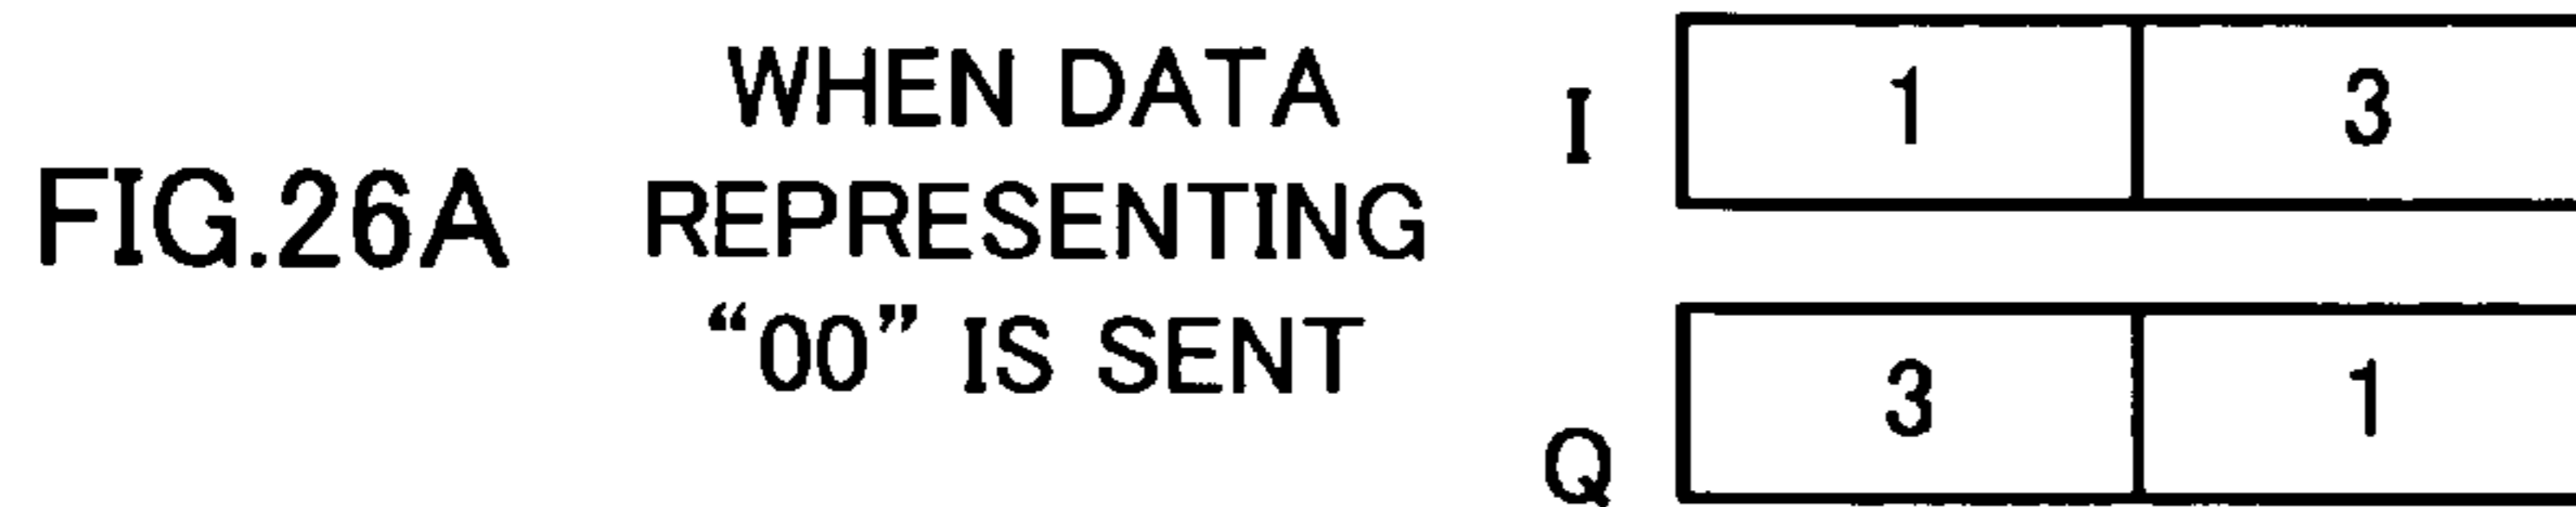 FIG.26A
WHEN DATA
REPRESENTING
“00” IS SENT
I 1 3
Q 3 1